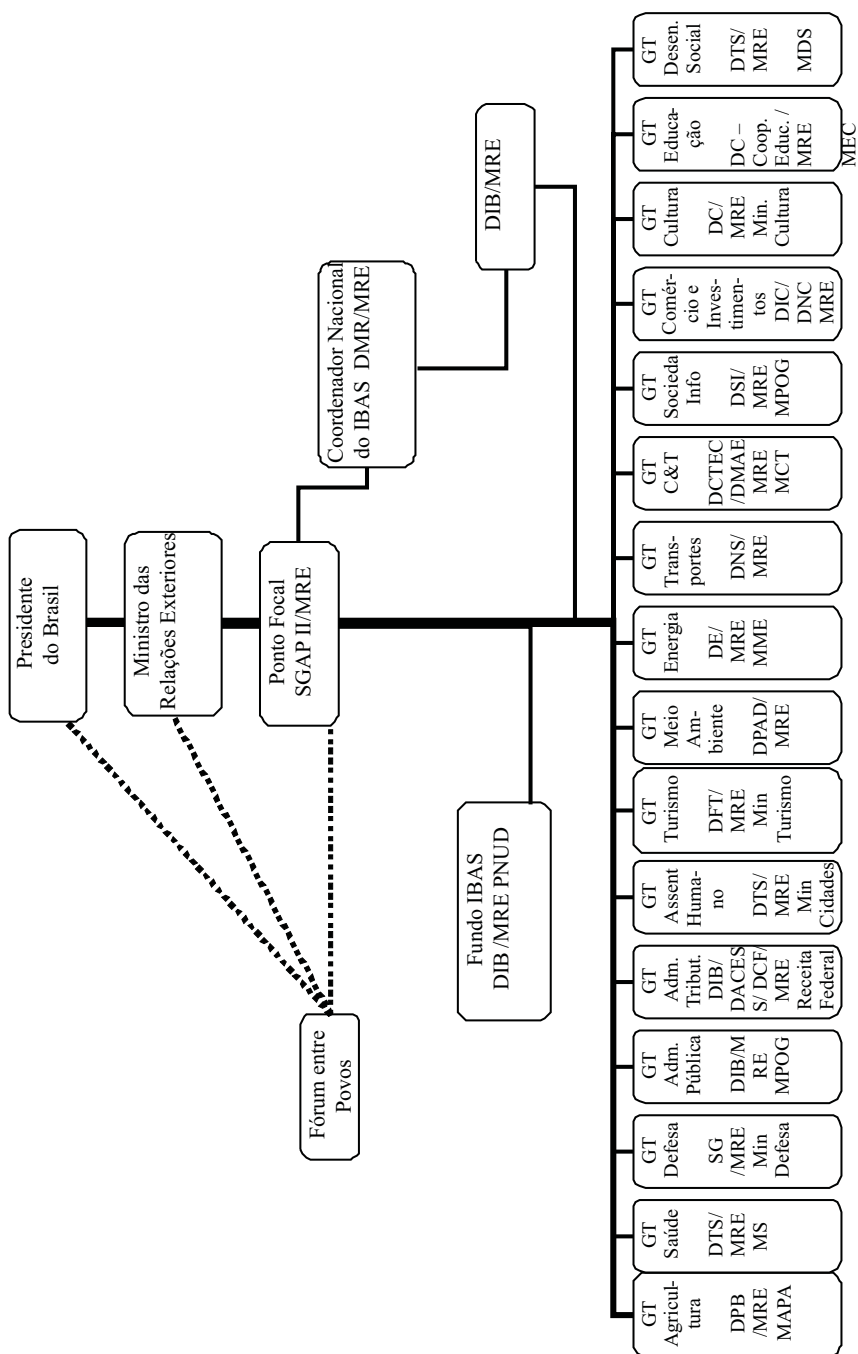 Presidente
do Brasil
Ministro das
Relações Exteriores
Ponto Focal
SGAP II/MRE
Coordenador Nacional
do IBAS DMR/MRE
DIB/MRE
Fórum entre
Povos
Fundo IBAS
DIB /MRE PNUD
GT
Agricul-
tura
DPB
/MRE
MAPA
GT
Saúde
DTS/
MRE
MS
GT
Defesa
SG
/MRE
Min
Defesa
GT
Adm.
Pública
DIB/M
RE
MPOG
GT
Adm.
Tribut.
DIB/
DACES
S/ DCF/
MRE
Receita
Federal
GT
Assent
Huma-
no
DTS/
MRE
Min
Cidades
GT
Turismo
DFT/
MRE
Min
Turismo
GT
Meio
Am-
biente
DPAD/
MRE
GT
Energia
DE/
MRE
MME
GT
Trans-
portes
DNS/
MRE
GT
C&T
DCTEC
/DMAE
MRE
MCT
GT
Socieda
Info
DSI/
MRE
MPOG
GT
Comér-
cio e
Inves-
timen-
tos
DIC/
DNC
MRE
GT
Cultura
DC/
MRE
Min.
Cultura
GT
Educa-
ção
DC –
Coop.
Educ. /
MRE
MEC
GT
Desen.
Social
DTS/
MRE
MDS